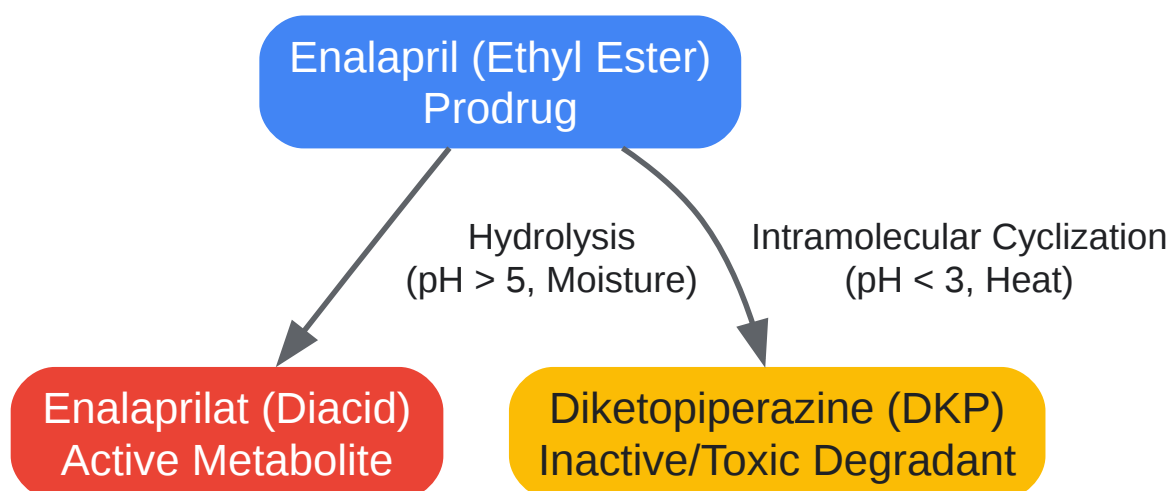 Enalapril (Ethyl Ester)
Prodrug
Hydrolysis
(pH > 5, Moisture)
Intramolecular Cyclization
(pH < 3, Heat)
Enalaprilat (Diacid)
Active Metabolite
Diketopiperazine (DKP)
Inactive/Toxic Degradant